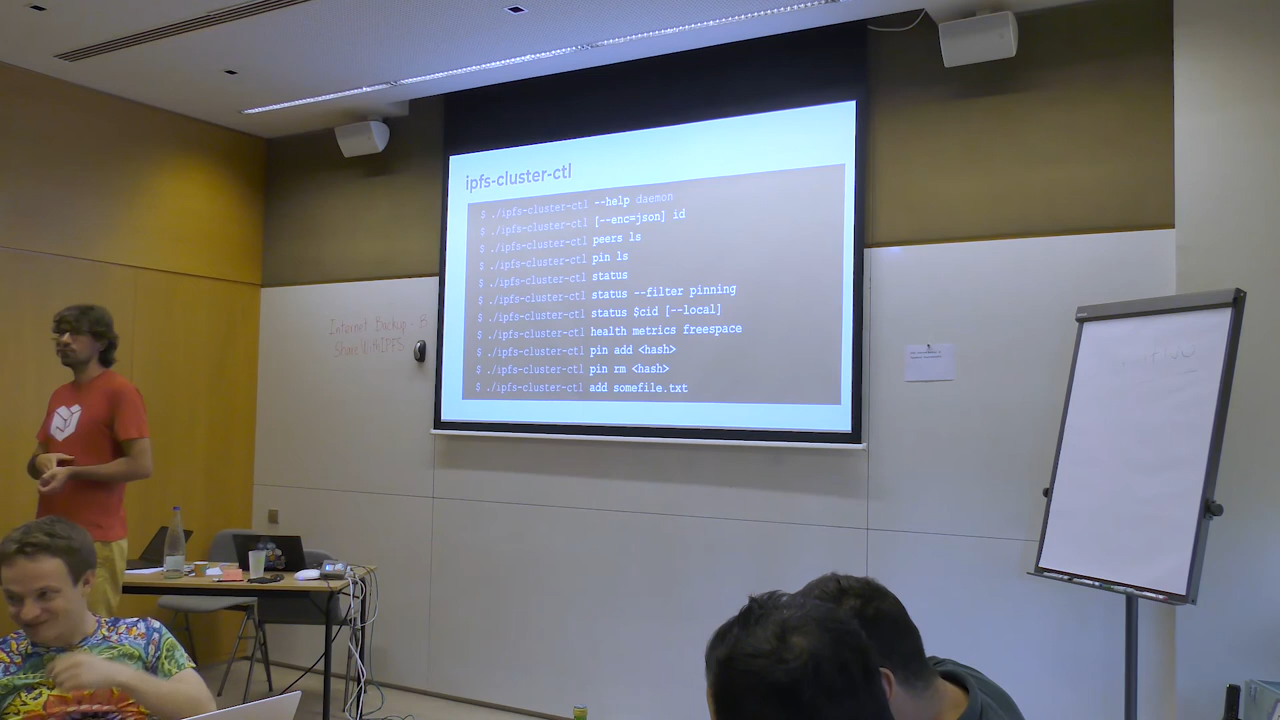 ipfs-cluster-ctl
$ ./ipfs-cluster-ctl --help daemon
$ ./ipfs-cluster-ctl [--enc=json] id
$ ./ipfs-cluster-ctl peers ls
$ ./ipfs-cluster-ctl pin ls
$ ./ipfs-cluster-ctl status
$ ./ipfs-cluster-ctl status --filter pinning
$ ./ipfs-cluster-ctl status $cid [--local]
$ ./ipfs-cluster-ctl health metrics freespace
$ ./ipfs-cluster-ctl pin add <hash>
$ ./ipfs-cluster-ctl pin rm <hash>
$ ./ipfs-cluster-ctl add somefile.txt
Internet Backup - B
ShareWithIPFS